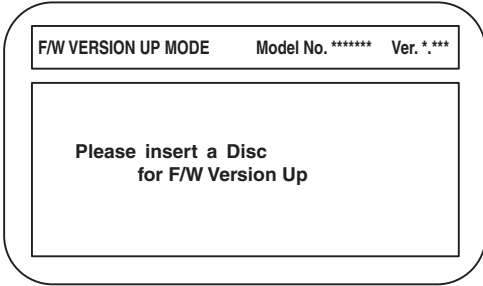 F/W VERSION UP MODE Model No. ******* Ver. *.***
Please insert a Disc
for F/W Version Up